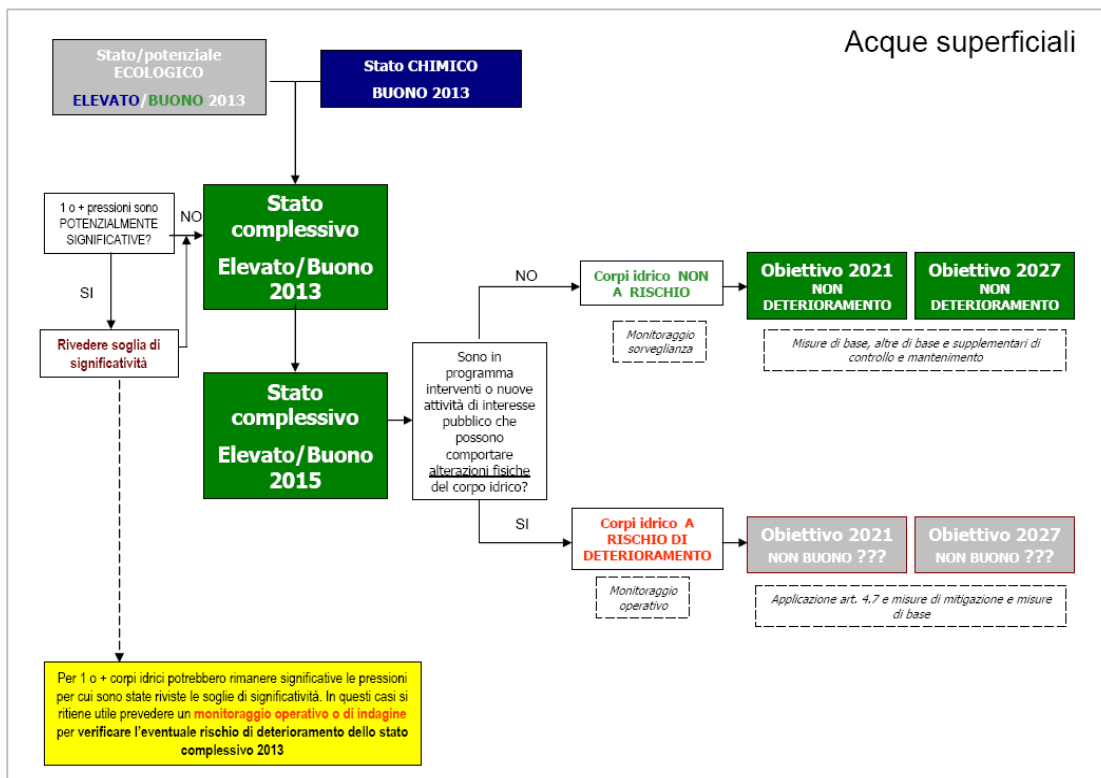 Acque superficiali
Stato/potenziale
ECOLOGICO
ELEVATO/BUONO 2013
Stato CHIMICO
BUONO 2013
1 o + pressioni sono
POTENZIALMENTE
SIGNIFICATIVE?
NO
SI
Rivedere soglia di
significatività
Stato
complessivo
Elevato/Buono
2013
Stato
complessivo
Elevato/Buono
2015
Sono in
programma
interventi o nuove
attività di interesse
pubblico che
possono
comportare
alterazioni fisiche
del corpo idrico?
NO
Corpi idrico NON
A RISCHIO
Monitoraggio
sorveglianza
Obiettivo 2021
NON
DETERIORAMENTO
Obiettivo 2027
NON
DETERIORAMENTO
Misure di base, altre di base e supplementari di
controllo e mantenimento
SI
Corpi idrico A
RISCHIO DI
DETERIORAMENTO
Monitoraggio
operativo
Obiettivo 2021
NON BUONO ???
Obiettivo 2027
NON BUONO ???
Applicazione art. 4.7 e misure di mitigazione e misure
di base
Per 1 o + corpi idrici potrebbero rimanere significative le pressioni
per cui sono state riviste le soglie di significatività. In questi casi si
ritiene utile prevedere un monitoraggio operativo o di indagine
per verificare l'eventuale rischio di deterioramento dello stato
complessivo 2013